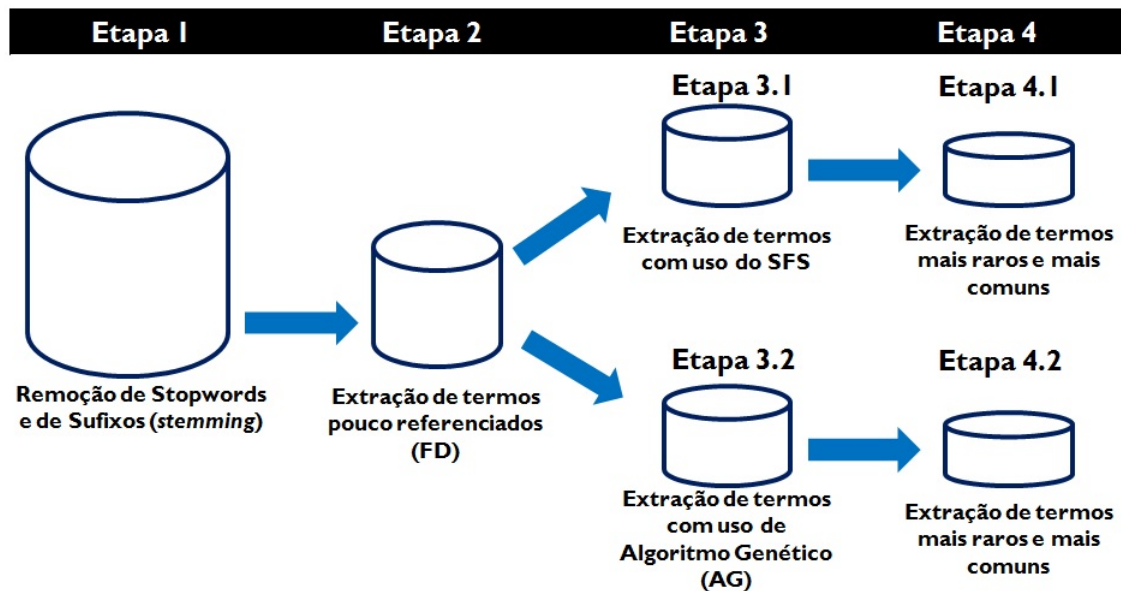 Etapa 1
Etapa 2
Etapa 3
Etapa 4
Remoção de Stopwords
e de Sufixos (stemming)
Extração de termos
pouco referenciados
(FD)
Etapa 3.1
Extração de termos
com uso do SFS
Etapa 4.1
Extração de termos
mais raros e mais
comuns
Etapa 3.2
Extração de termos
com uso de
Algoritmo Genético
(AG)
Etapa 4.2
Extração de termos
mais raros e mais
comuns